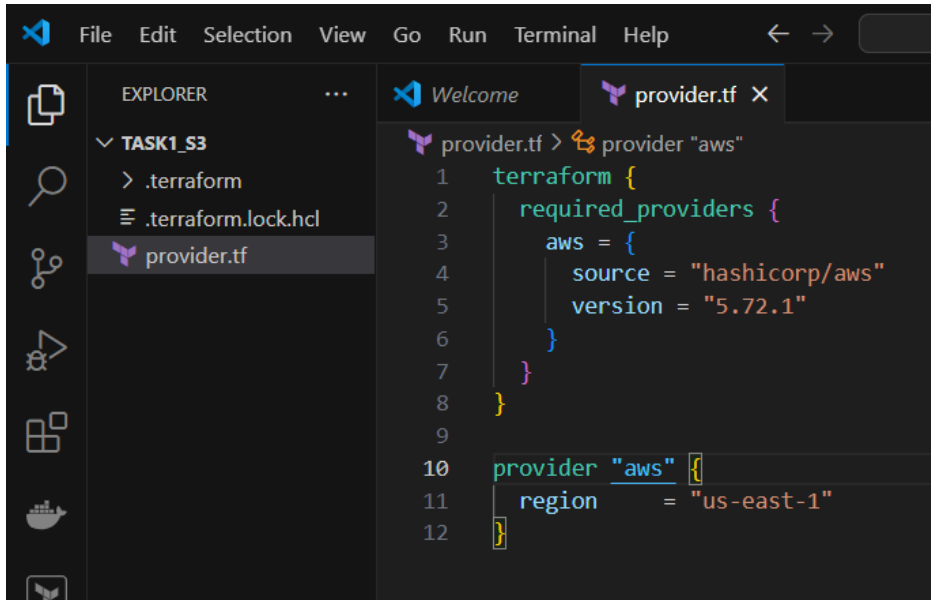 File Edit Selection View Go Run Terminal Help
EXPLORER ...
TASK1_S3
.terraform
.terraform.lock.hcl
provider.tf
Welcome
provider.tf
provider.tf > provider "aws"
1 terraform {
2 required_providers {
3 aws = {
4 source = "hashicorp/aws"
5 version = "5.72.1"
6 }
7 }
8 }
9
10 provider "aws" {
11 region = "us-east-1"
12 }